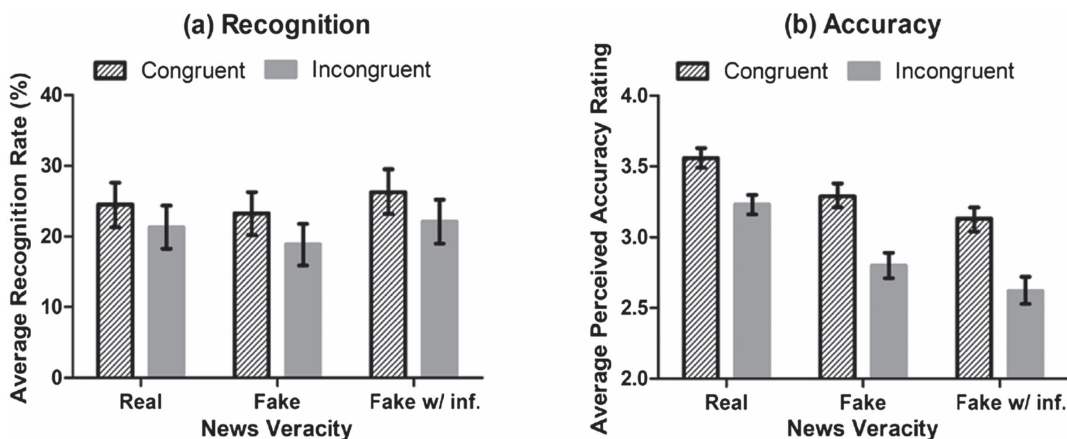 (a) Recognition
Congruent Incongruent
Average Recognition Rate (%)
40
30
20
10
0
Real Fake Fake w/ inf.
News Veracity
(b) Accuracy
Congruent Incongruent
Average Perceived Accuracy Rating
4.0
3.5
3.0
2.5
2.0
Real Fake Fake w/ inf.
News Veracity